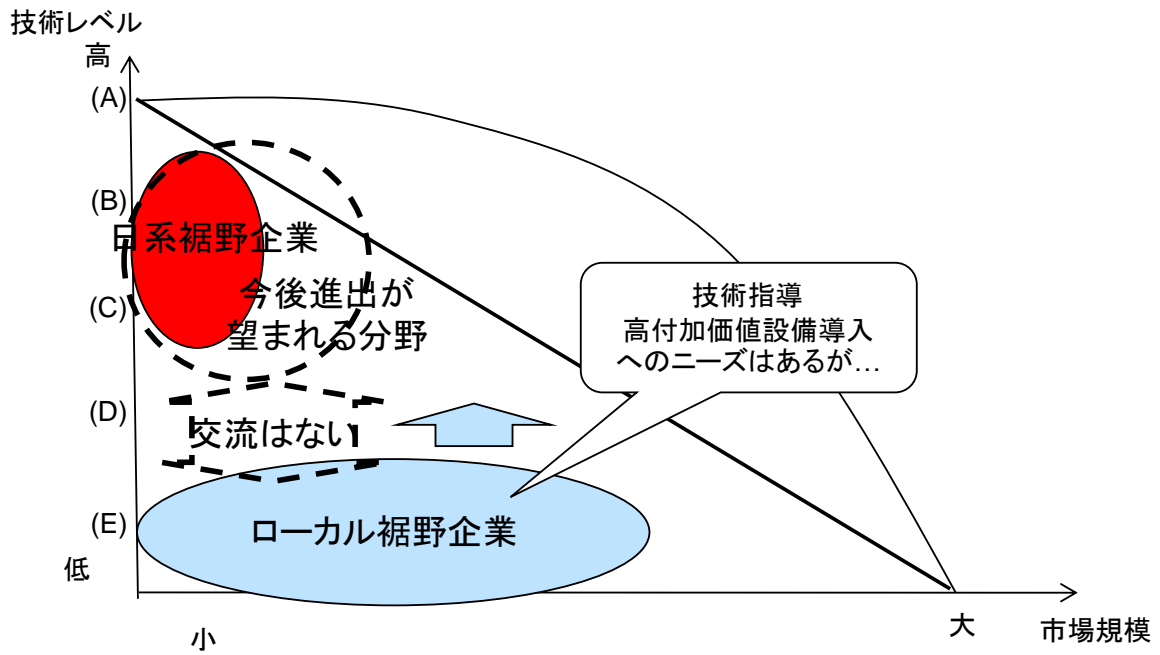 技術レベル
高
(A)
(B)
日系裾野企業
今後進出が
望まれる分野
(C)
技術指導
高付加価値設備導入
へのニーズはあるが…
(D)
交流はない
(E)
ローカル裾野企業
低
小
大
市場規模